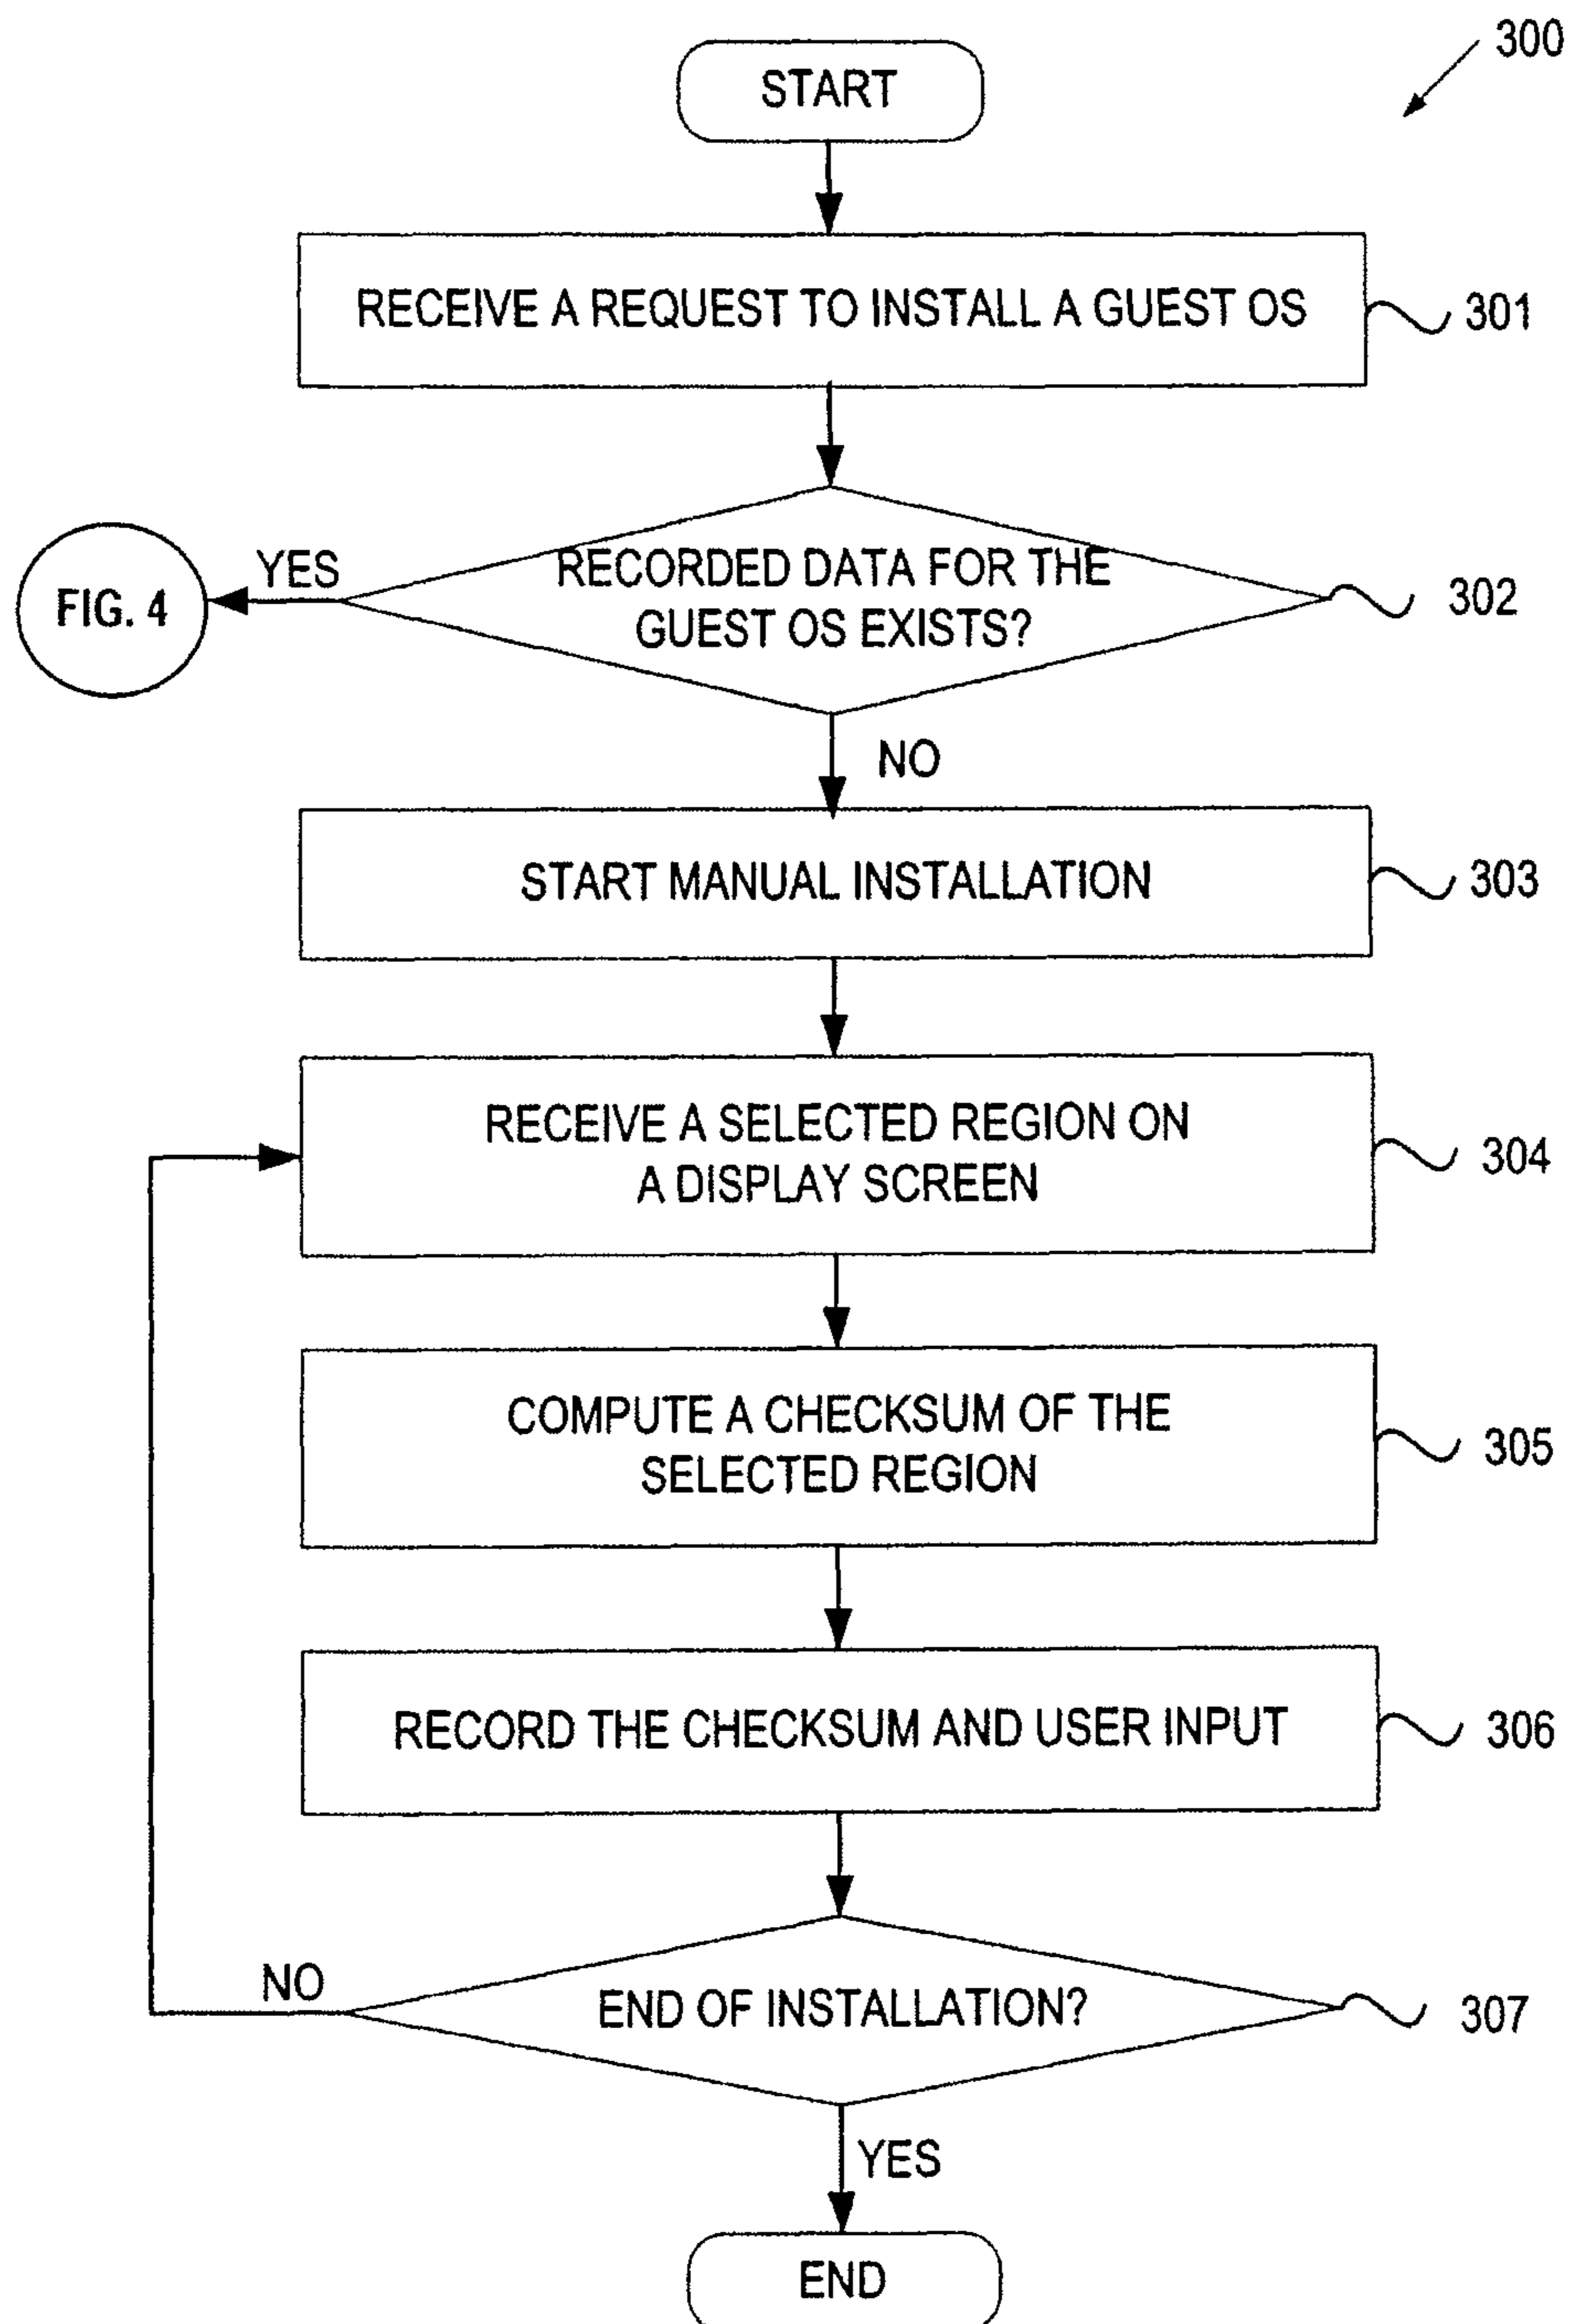 300
START
RECEIVE A REQUEST TO INSTALL A GUEST OS
301
YES
RECORDED DATA FOR THE
GUEST OS EXISTS?
302
FIG. 4
NO
START MANUAL INSTALLATION
303
RECEIVE A SELECTED REGION ON
A DISPLAY SCREEN
304
COMPUTE A CHECKSUM OF THE
SELECTED REGION
305
RECORD THE CHECKSUM AND USER INPUT
306
NO
END OF INSTALLATION?
307
YES
END